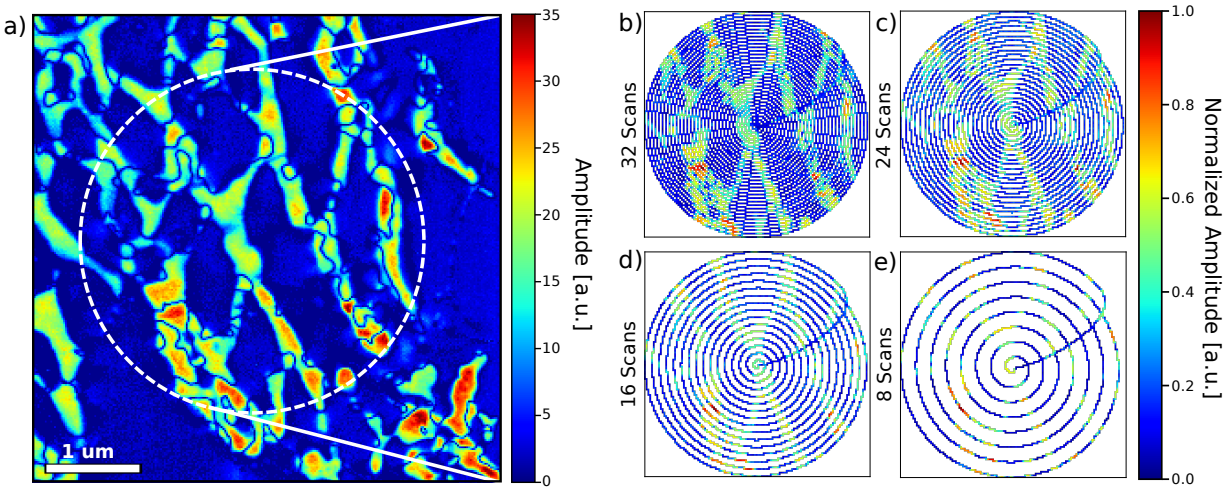 a)
35
30
25
20
15
10
5
0
Amplitude [a.u.]
1 um
b)
32 Scans
c)
24 Scans
d)
16 Scans
e)
8 Scans
1.0
0.8
0.6
0.4
0.2
0.0
Normalized Amplitude [a.u.]